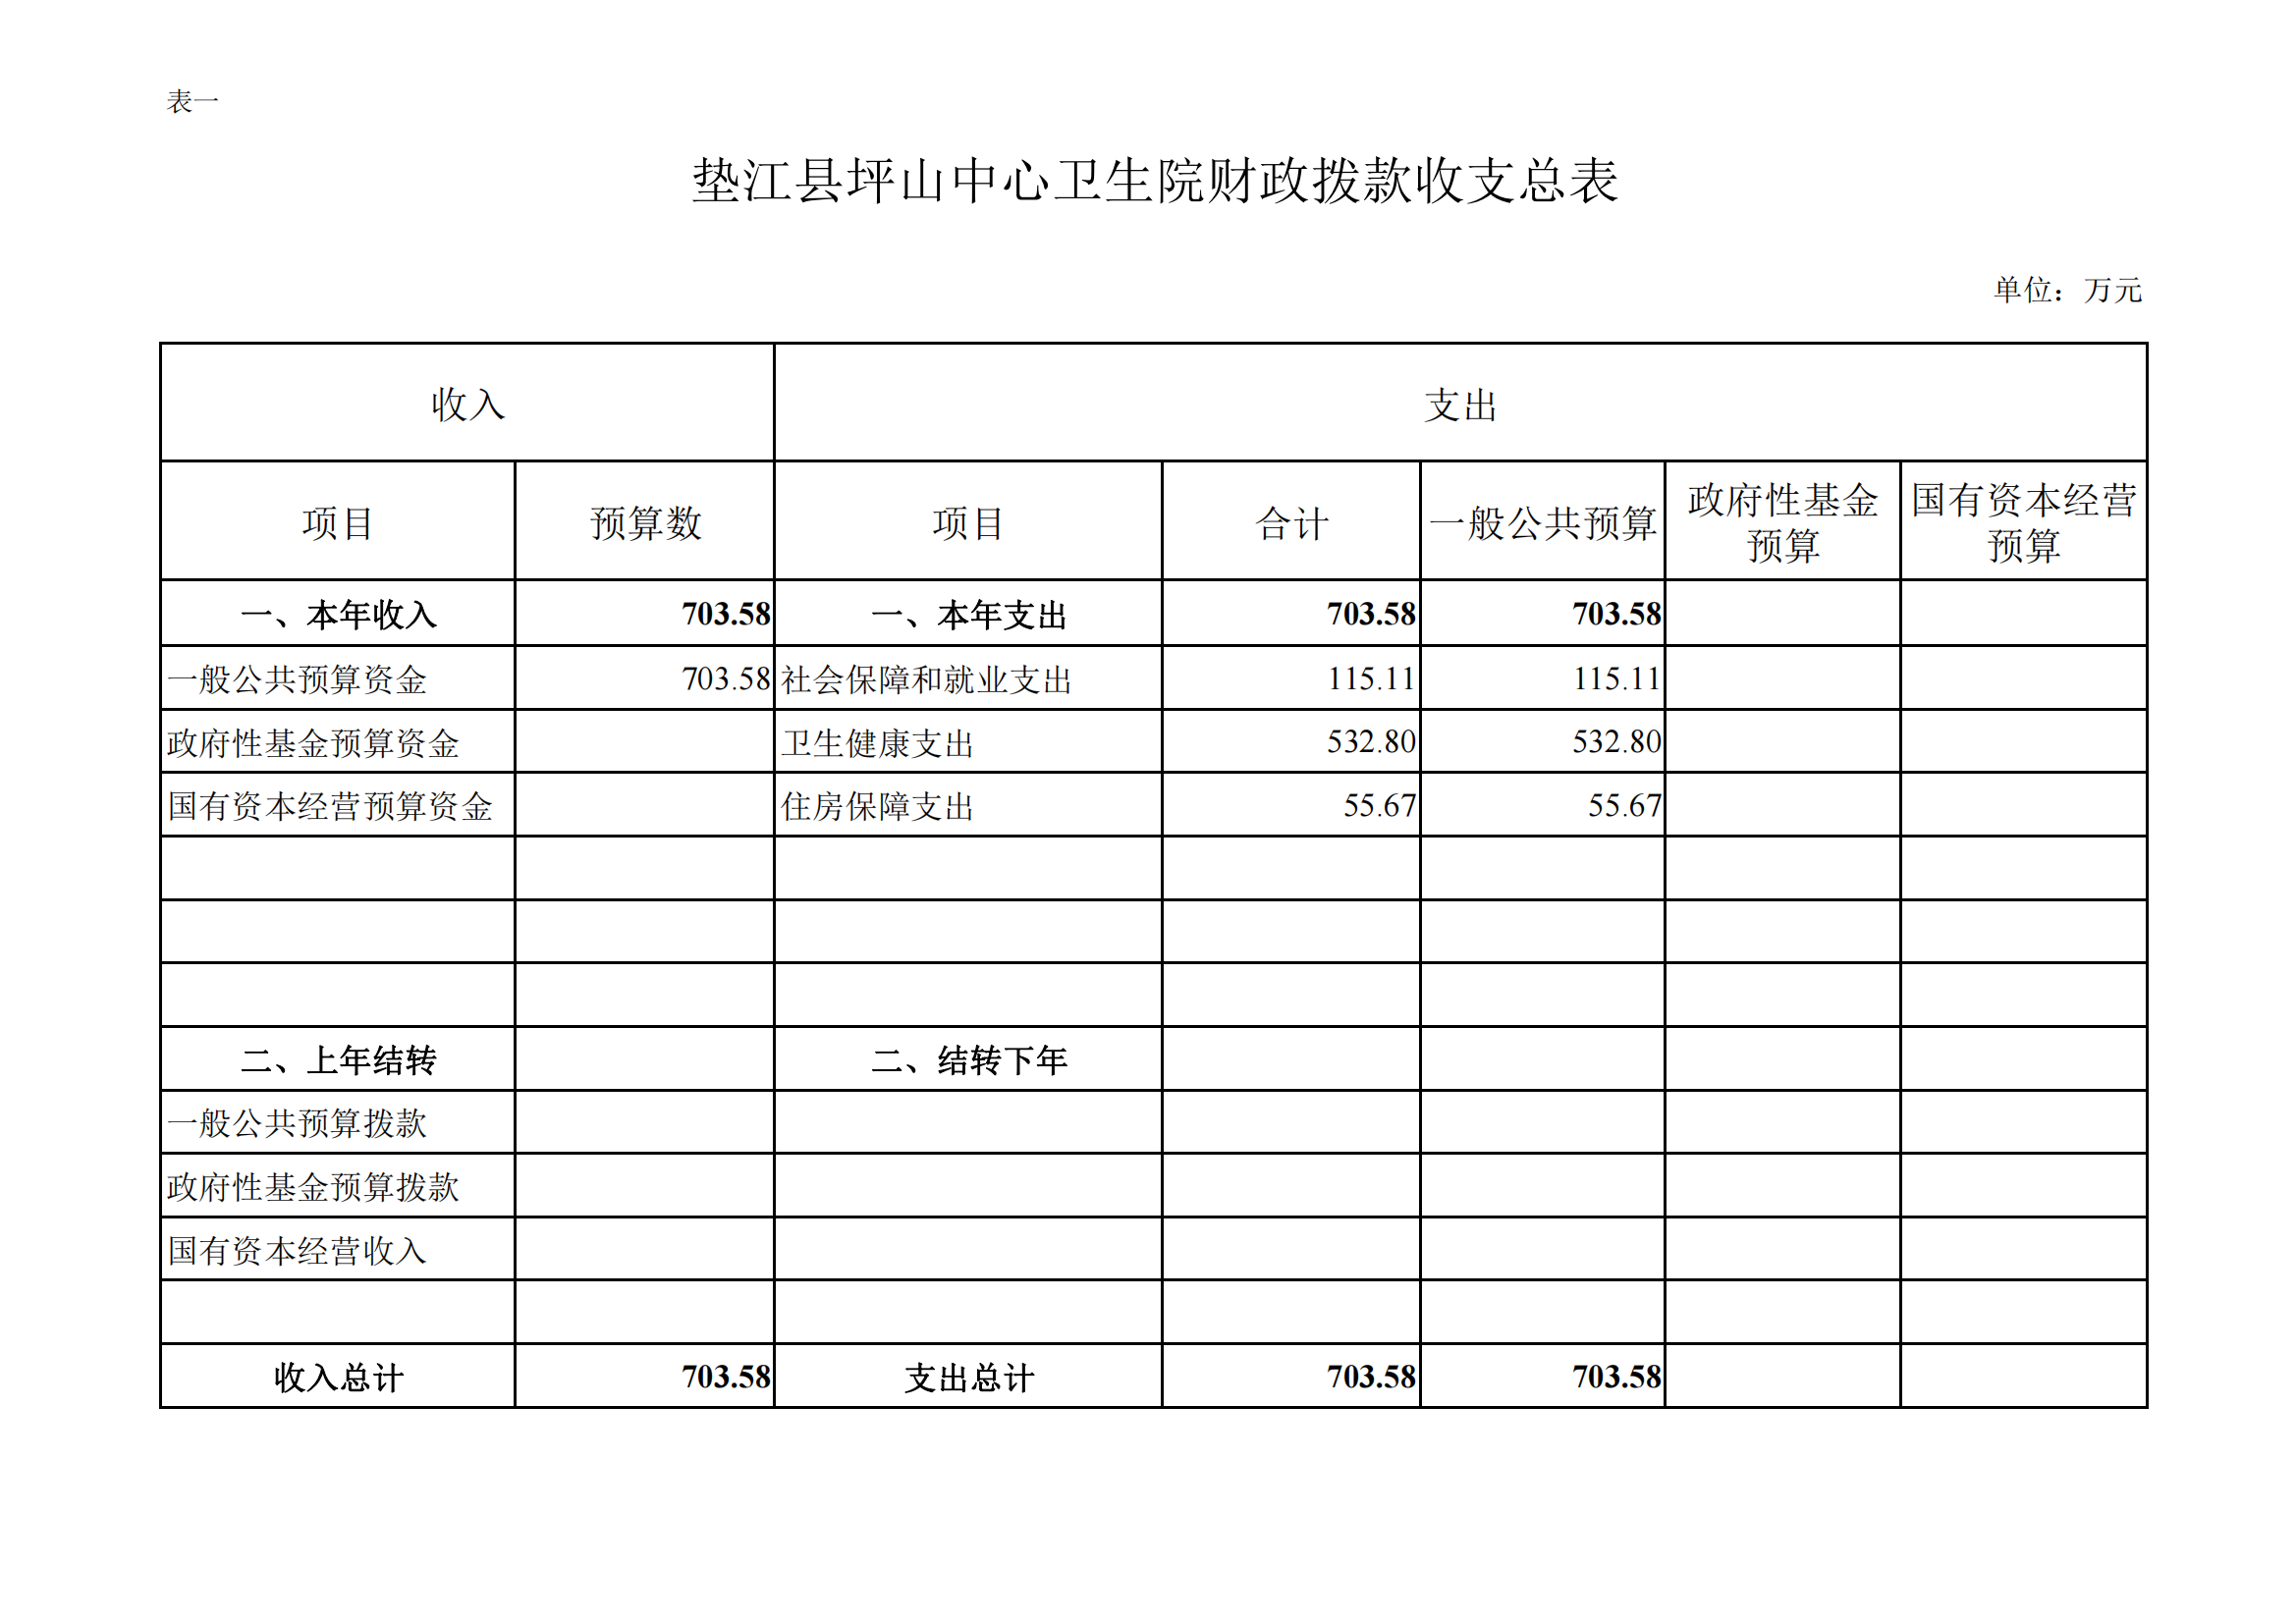 表一
垫江县坪山中心卫生院财政拨款收支总表
单位：万元
收入 支出
项目 预算数 项目 合计 一般公共预算 政府性基金预算 国有资本经营预算
一、本年收入 703.58 一、本年支出 703.58 703.58
一般公共预算资金 703.58 社会保障和就业支出 115.11 115.11
政府性基金预算资金 卫生健康支出 532.80 532.80
国有资本经营预算资金 住房保障支出 55.67 55.67
二、上年结转 二、结转下年
一般公共预算拨款
政府性基金预算拨款
国有资本经营收入
收入总计 703.58 支出总计 703.58 703.58